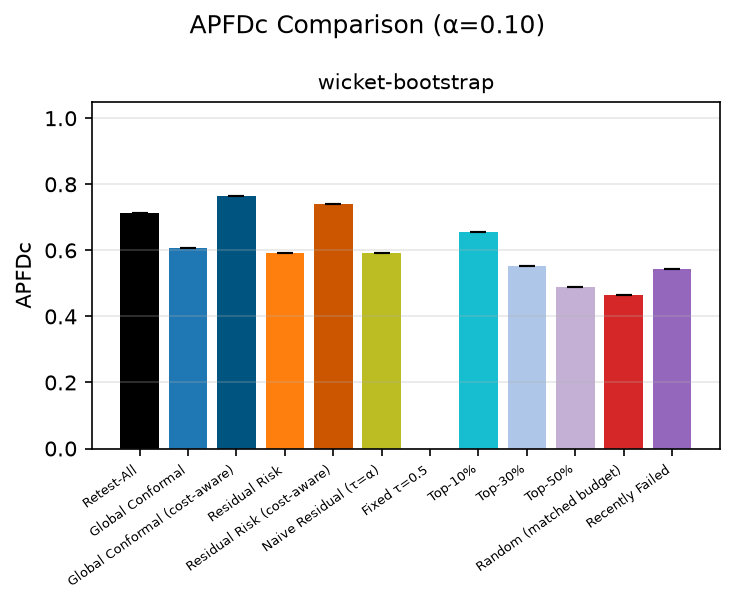 APFDc Comparison (α=0.10)
wicket-bootstrap
APFDc
1.0
0.8
0.6
0.4
0.2
0.0
Retest-All
Global Conformal
Global Conformal (cost-aware)
Residual Risk
Residual Risk (cost-aware)
Naive Residual (τ=α)
Fixed τ=0.5
Top-10%
Top-30%
Top-50%
Random (matched budget)
Recently Failed